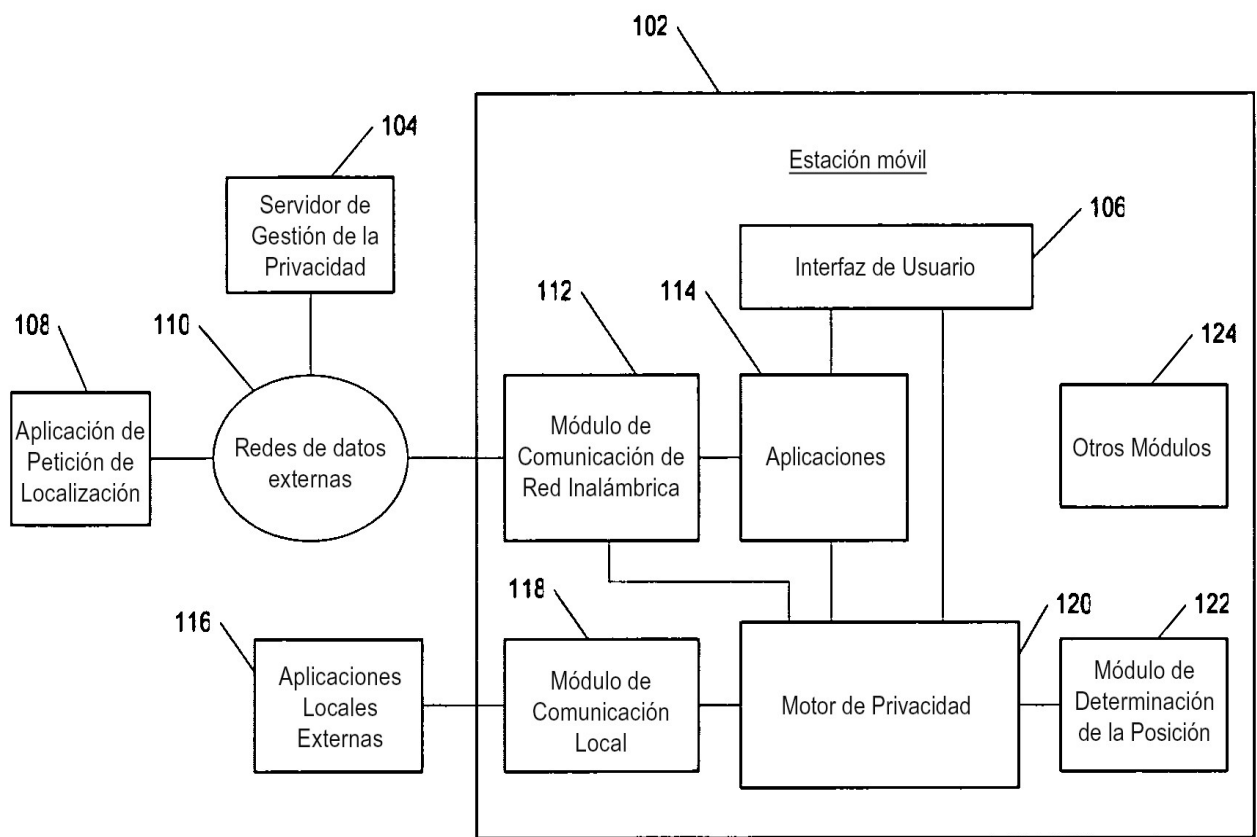 102
104
Estación móvil
Servidor de
Gestión de la
Privacidad
106
Interfaz de Usuario
112
114
108
110
124
Aplicación de
Petición de
Localización
Redes de datos
externas
Módulo de
Comunicación de
Red Inalámbrica
Aplicaciones
Otros Módulos
118
120
122
116
Aplicaciones
Locales
Externas
Módulo de
Comunicación
Local
Motor de Privacidad
Módulo de
Determinación
de la Posición